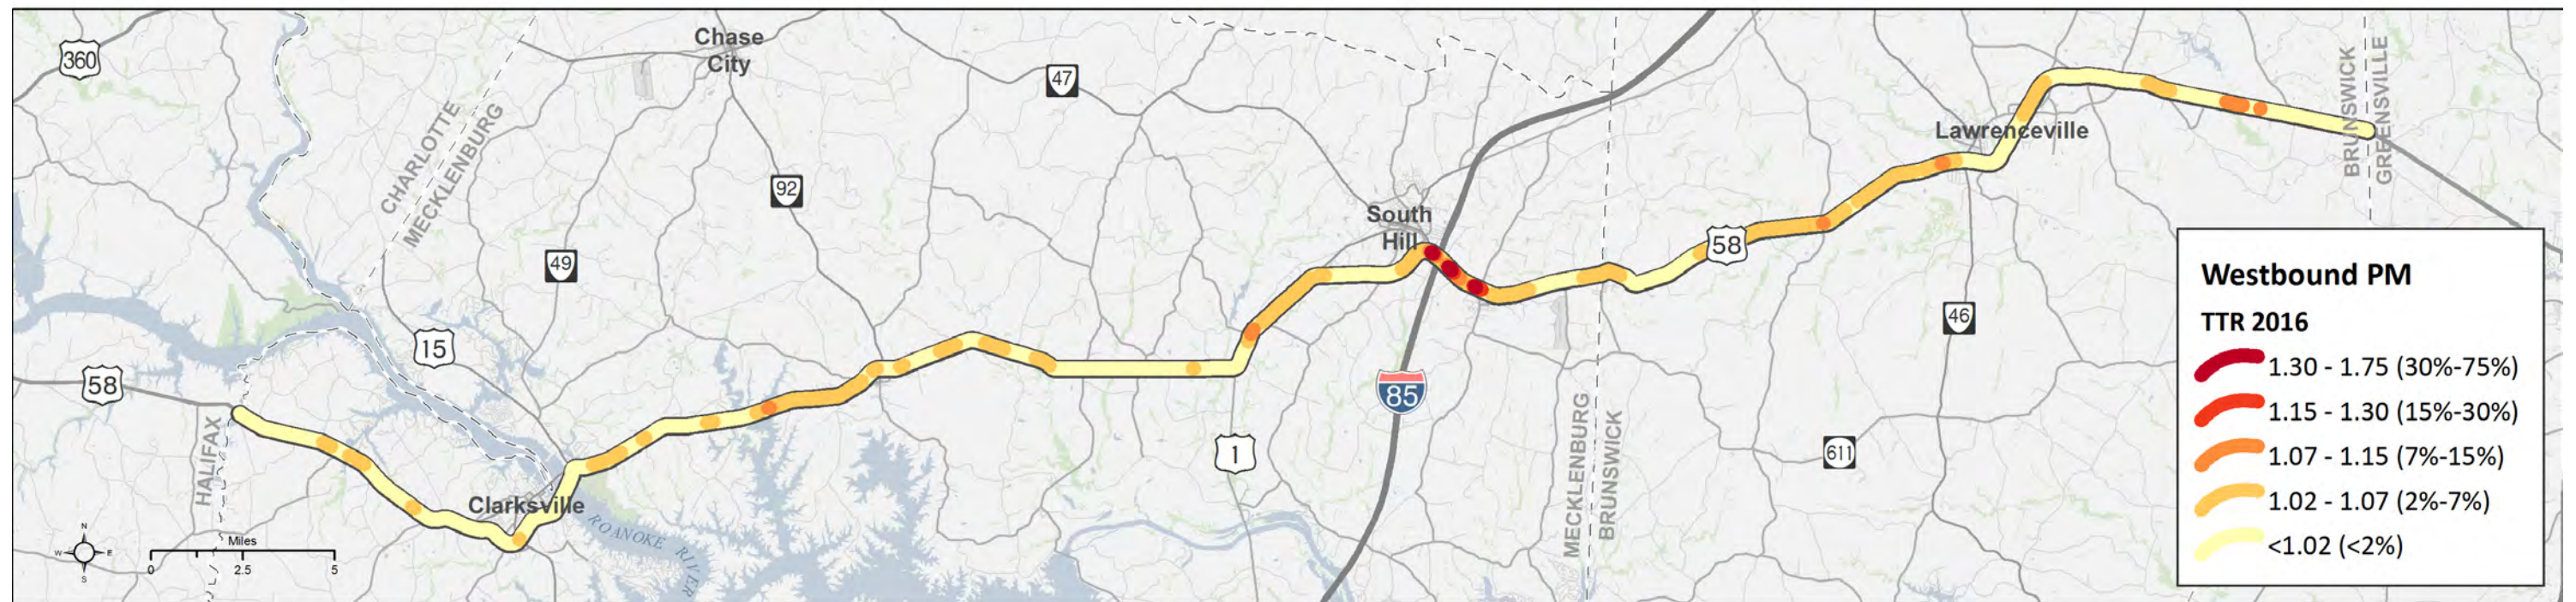 360
Chase
City
47
CHARLOTTE
MECKLENBURG
BRUNSWICK
GREENSVILLE
Lawrenceville
92
South
Hill
58
49
46
15
58
85
HALIFAX
1
611
Clarksville
ROANOKE RIVER
MECKLENBURG
BRUNSWICK
N
W E
S
Miles
0 2.5 5
Westbound PM
TTR 2016
1.30 - 1.75 (30%-75%)
1.15 - 1.30 (15%-30%)
1.07 - 1.15 (7%-15%)
1.02 - 1.07 (2%-7%)
<1.02 (<2%)